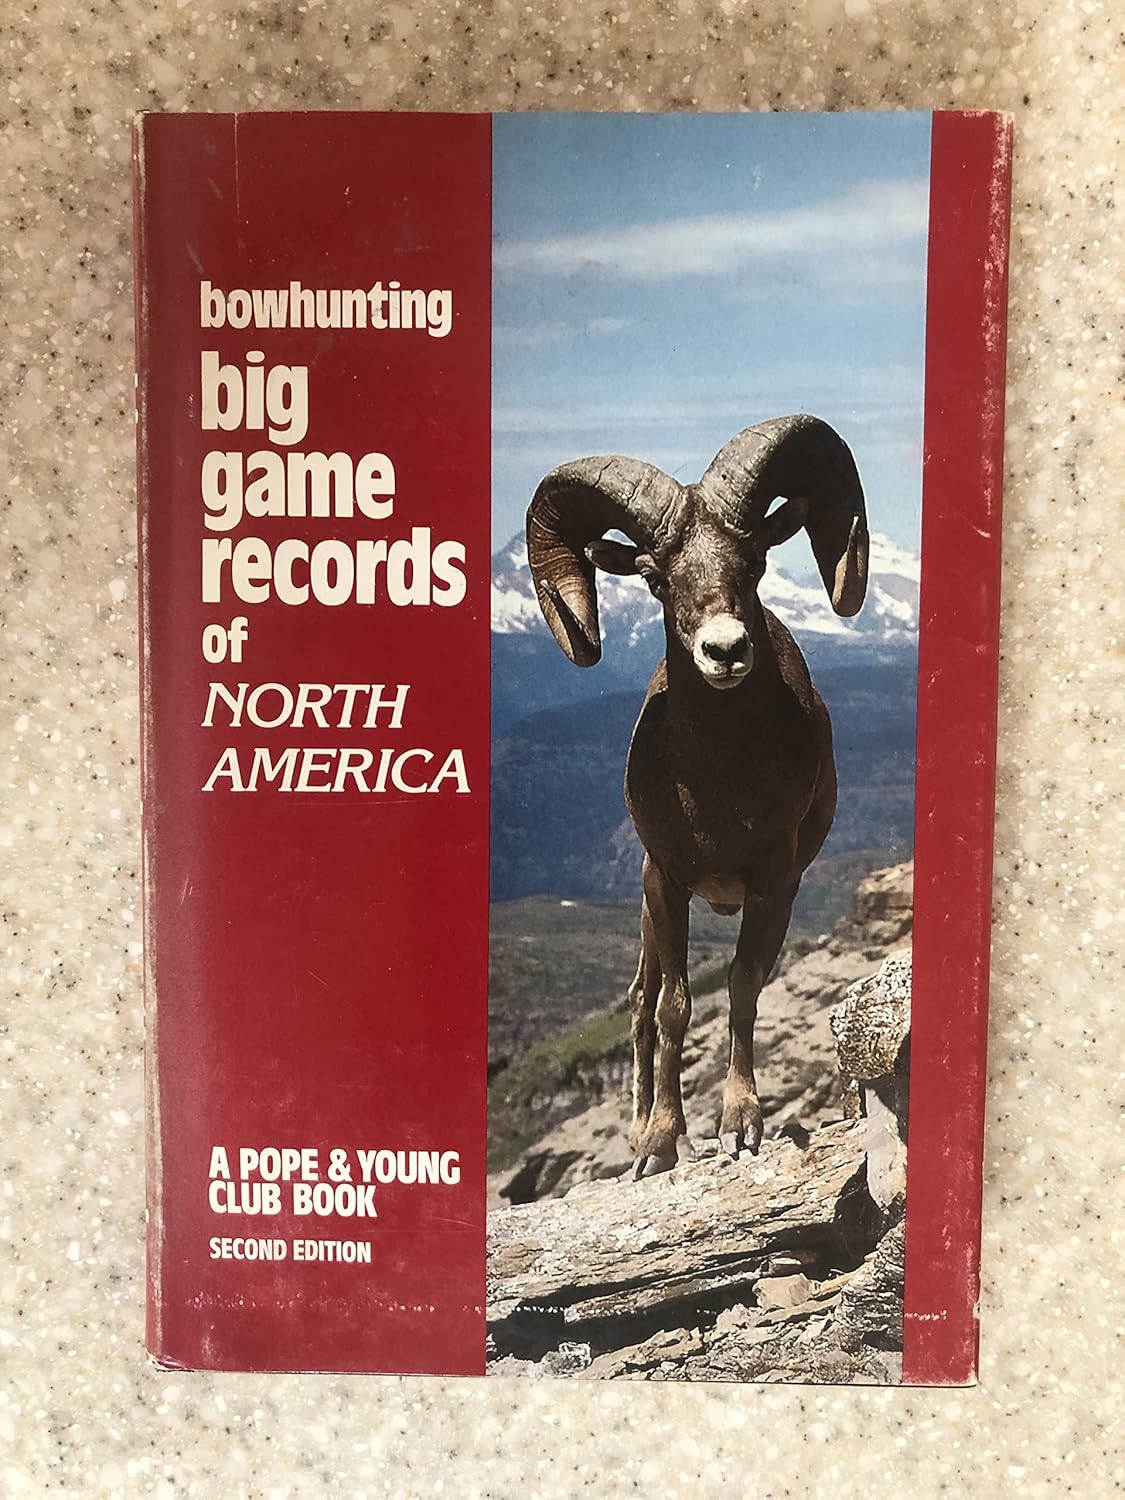 bowhunting
big
game
records
of
NORTH
AMERICA
A POPE & YOUNG
CLUB BOOK
SECOND EDITION